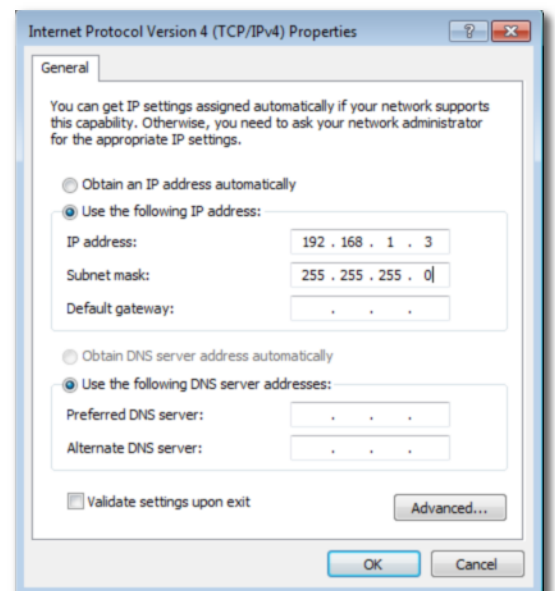 Internet Protocol Version 4 (TCP/IPv4) Properties
General
You can get IP settings assigned automatically if your network supports
this capability. Otherwise, you need to ask your network administrator
for the appropriate IP settings.
Obtain an IP address automatically
Use the following IP address:
IP address: 192 . 168 . 1 . 3
Subnet mask: 255 . 255 . 255 . 0
Default gateway: . . .
Obtain DNS server address automatically
Use the following DNS server addresses:
Preferred DNS server: . . .
Alternate DNS server: . . .
Validate settings upon exit
Advanced...
OK Cancel